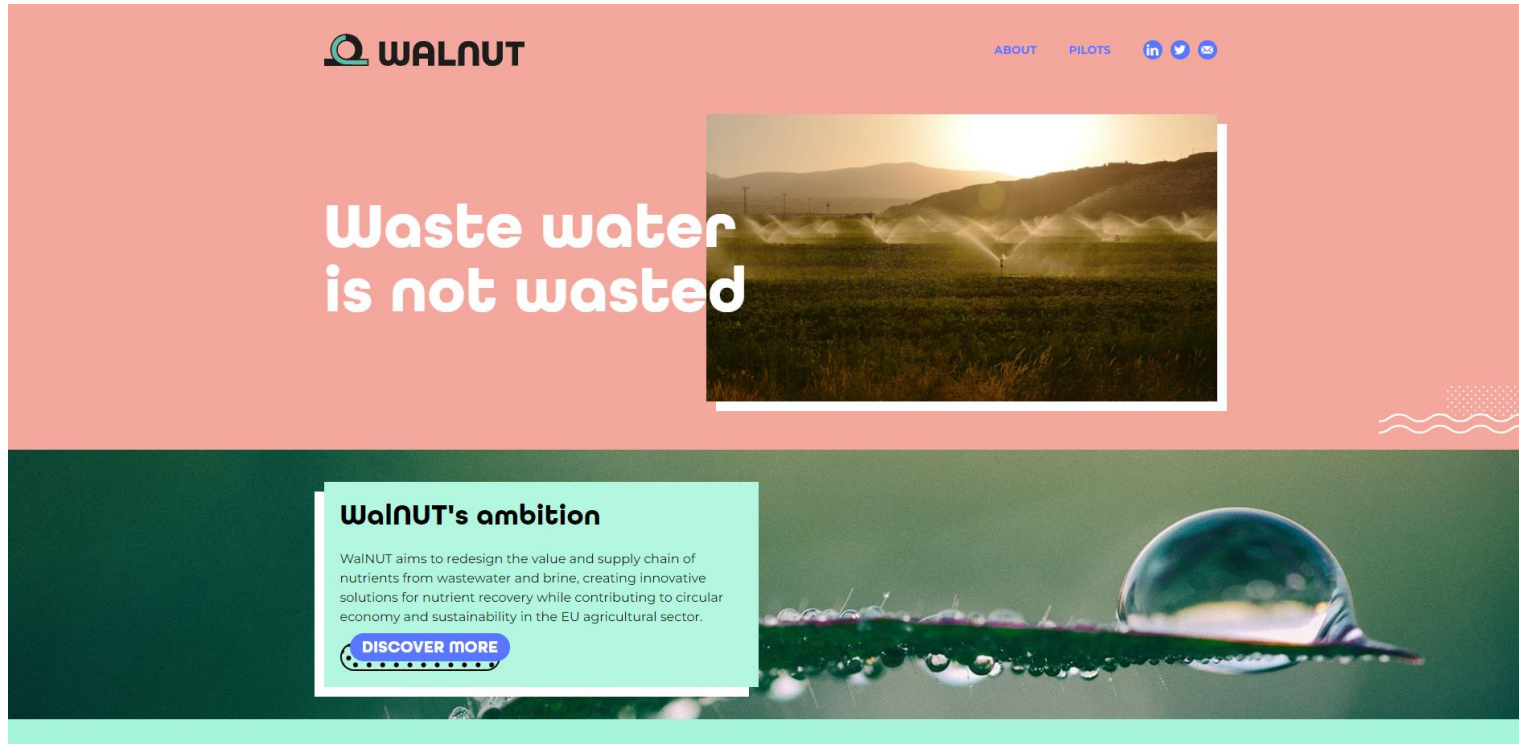 WALNUT
ABOUT PILOTS
Waste water
is not wasted
WalNUT's ambition
WalNUT aims to redesign the value and supply chain of
nutrients from wastewater and brine, creating innovative
solutions for nutrient recovery while contributing to circular
economy and sustainability in the EU agricultural sector.
DISCOVER MORE